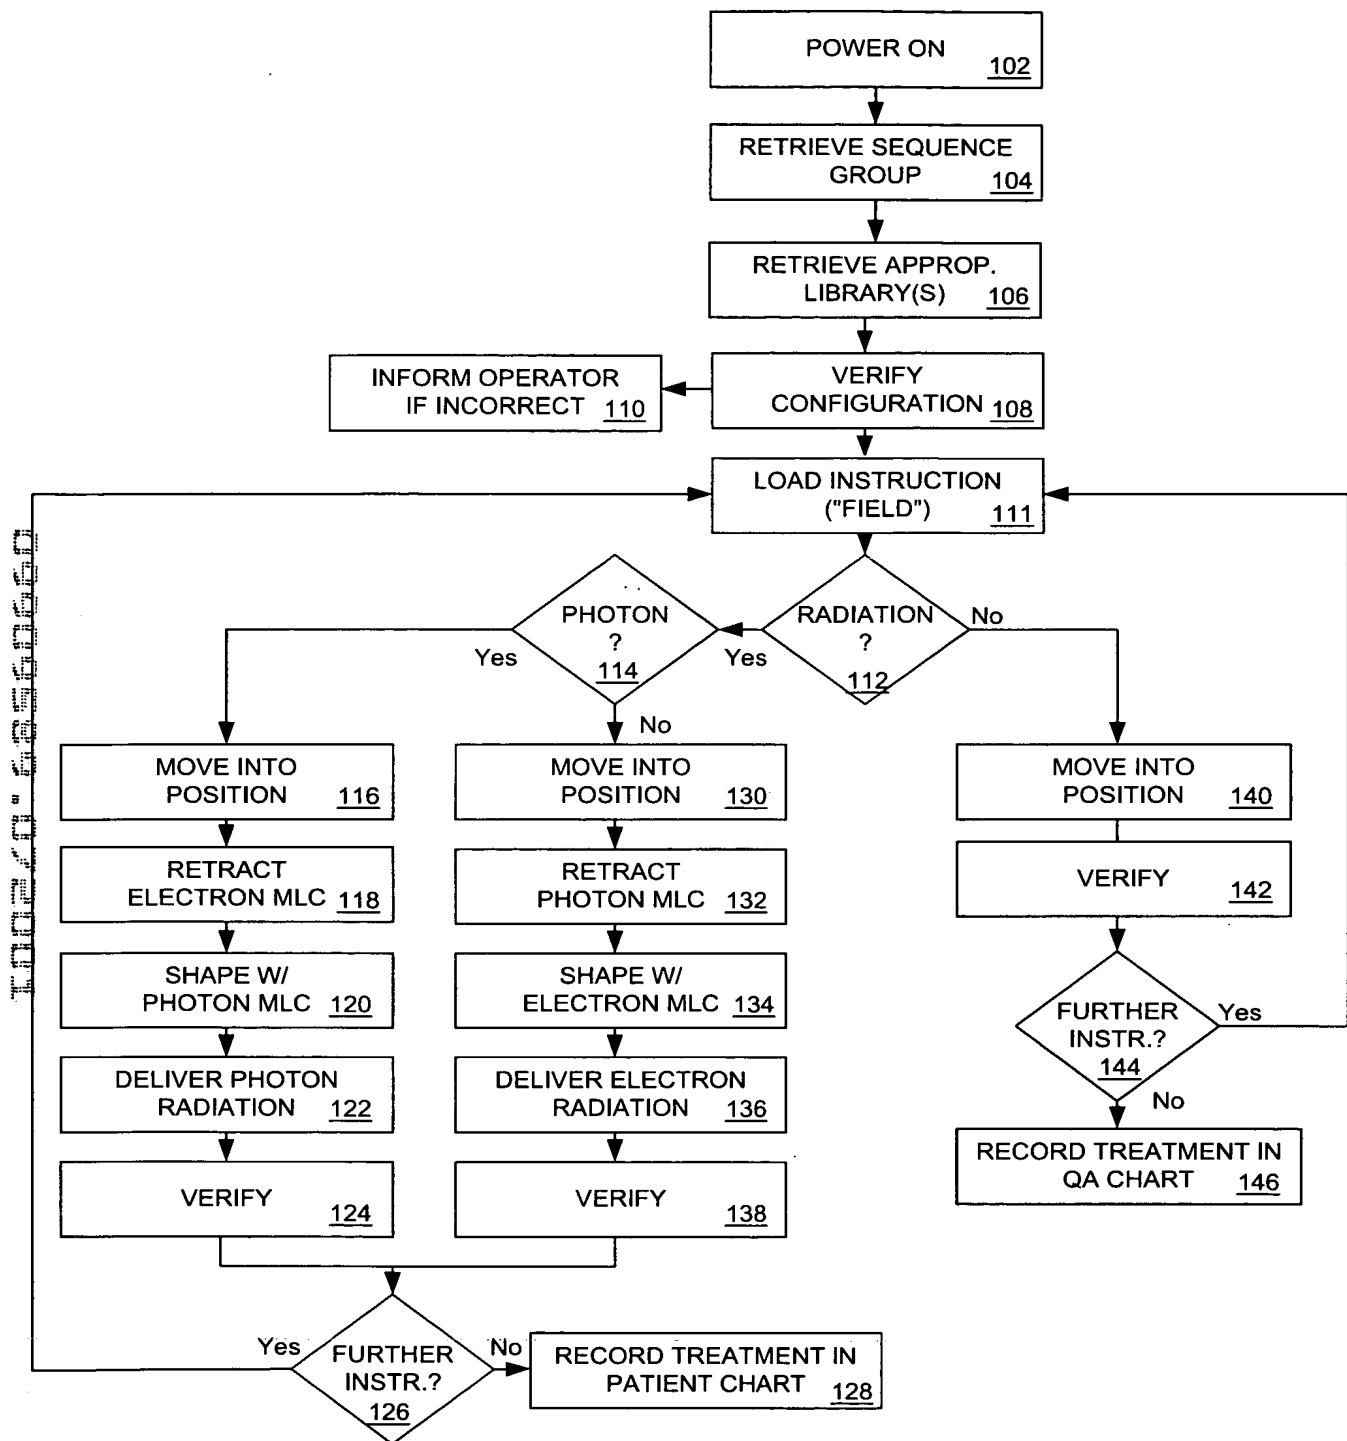 POWER ON
102
RETRIEVE SEQUENCE
GROUP
104
RETRIEVE APPROP.
LIBRARY(S)
106
INFORM OPERATOR
IF INCORRECT
110
VERIFY
CONFIGURATION
108
LOAD INSTRUCTION
("FIELD")
111
PHOTON
?
114
RADIATION
?
112
No
Yes
Yes
No
MOVE INTO
POSITION
116
MOVE INTO
POSITION
130
MOVE INTO
POSITION
140
RETRACT
ELECTRON MLC
118
RETRACT
PHOTON MLC
132
VERIFY
142
SHAPE W/
PHOTON MLC
120
SHAPE W/
ELECTRON MLC
134
FURTHER
INSTR.?
144
Yes
No
DELIVER PHOTON
RADIATION
122
DELIVER ELECTRON
RADIATION
136
RECORD TREATMENT IN
QA CHART
146
VERIFY
124
VERIFY
138
Yes
FURTHER
INSTR.?
126
No
RECORD TREATMENT IN
PATIENT CHART
128